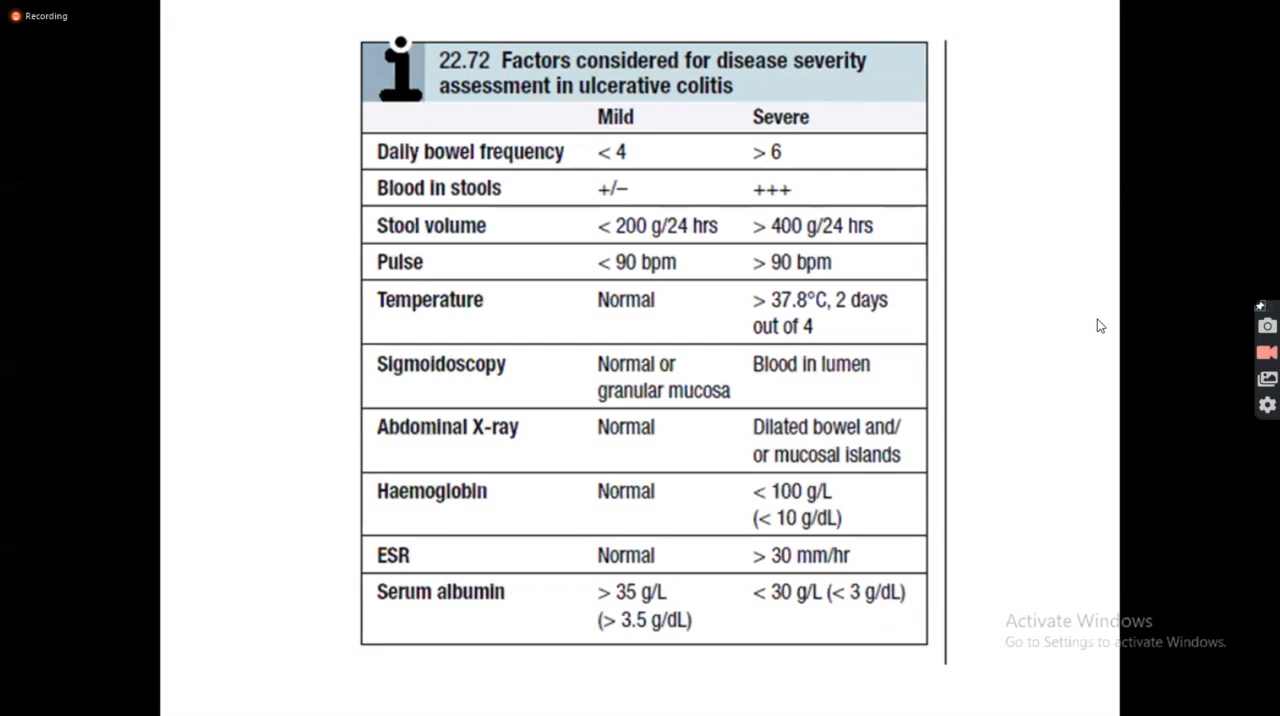 Recording
22.72 Factors considered for disease severity
assessment in ulcerative colitis
Mild Severe
Daily bowel frequency < 4 > 6
Blood in stools +/– +++
Stool volume < 200 g/24 hrs > 400 g/24 hrs
Pulse < 90 bpm > 90 bpm
Temperature Normal > 37.8°C, 2 days
out of 4
Sigmoidoscopy Normal or Blood in lumen
granular mucosa
Abdominal X-ray Normal Dilated bowel and/
or mucosal islands
Haemoglobin Normal < 100 g/L
(< 10 g/dL)
ESR Normal > 30 mm/hr
Serum albumin > 35 g/L < 30 g/L (< 3 g/dL)
(> 3.5 g/dL)
Activate Windows
Go to Settings to activate Windows.